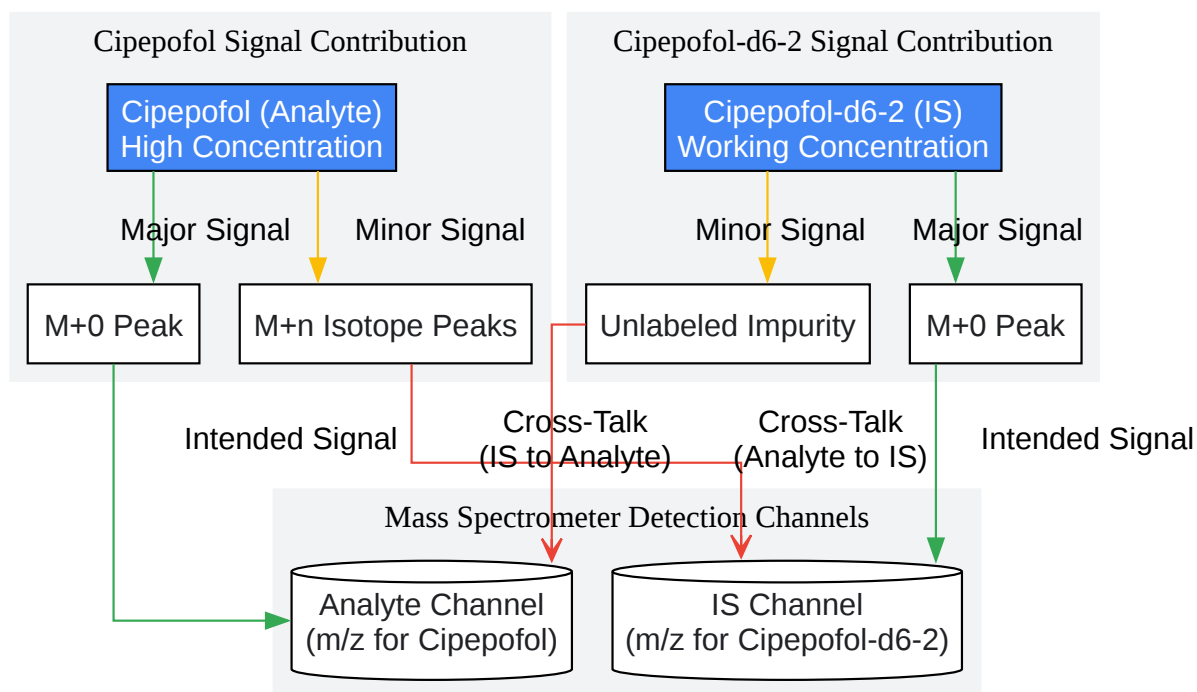 Cipepofol Signal Contribution
Cipepofol-d6-2 Signal Contribution
Cipepofol (Analyte)
High Concentration
Cipepofol-d6-2 (IS)
Working Concentration
Major Signal
Minor Signal
Minor Signal
Major Signal
M+0 Peak
M+n Isotope Peaks
Unlabeled Impurity
M+0 Peak
Intended Signal
Cross-Talk
(IS to Analyte)
Cross-Talk
(Analyte to IS)
Intended Signal
Mass Spectrometer Detection Channels
Analyte Channel
(m/z for Cipepofol)
IS Channel
(m/z for Cipepofol-d6-2)